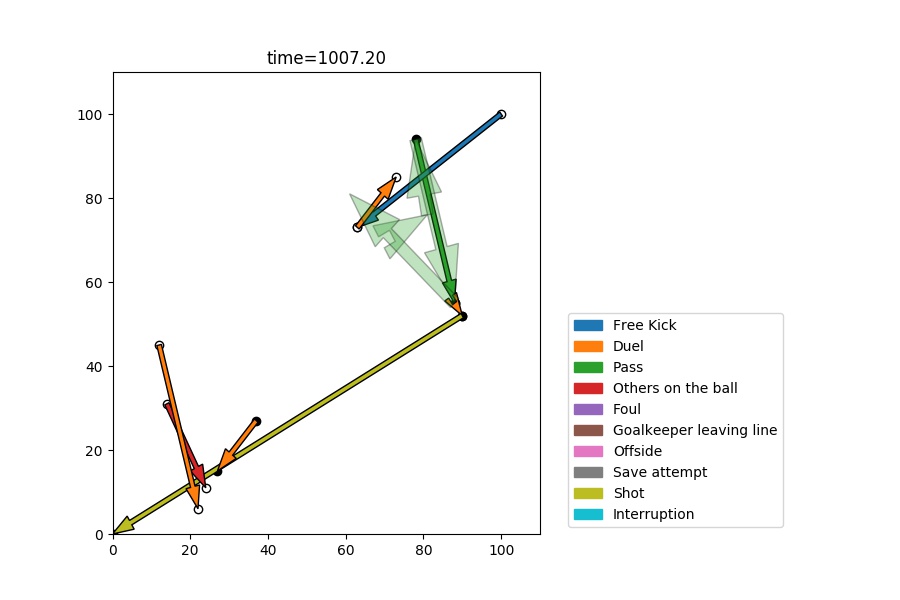 time=1007.20
100
80
60
40
20
0
0 20 40 60 80 100
Free Kick
Duel
Pass
Others on the ball
Foul
Goalkeeper leaving line
Offside
Save attempt
Shot
Interruption